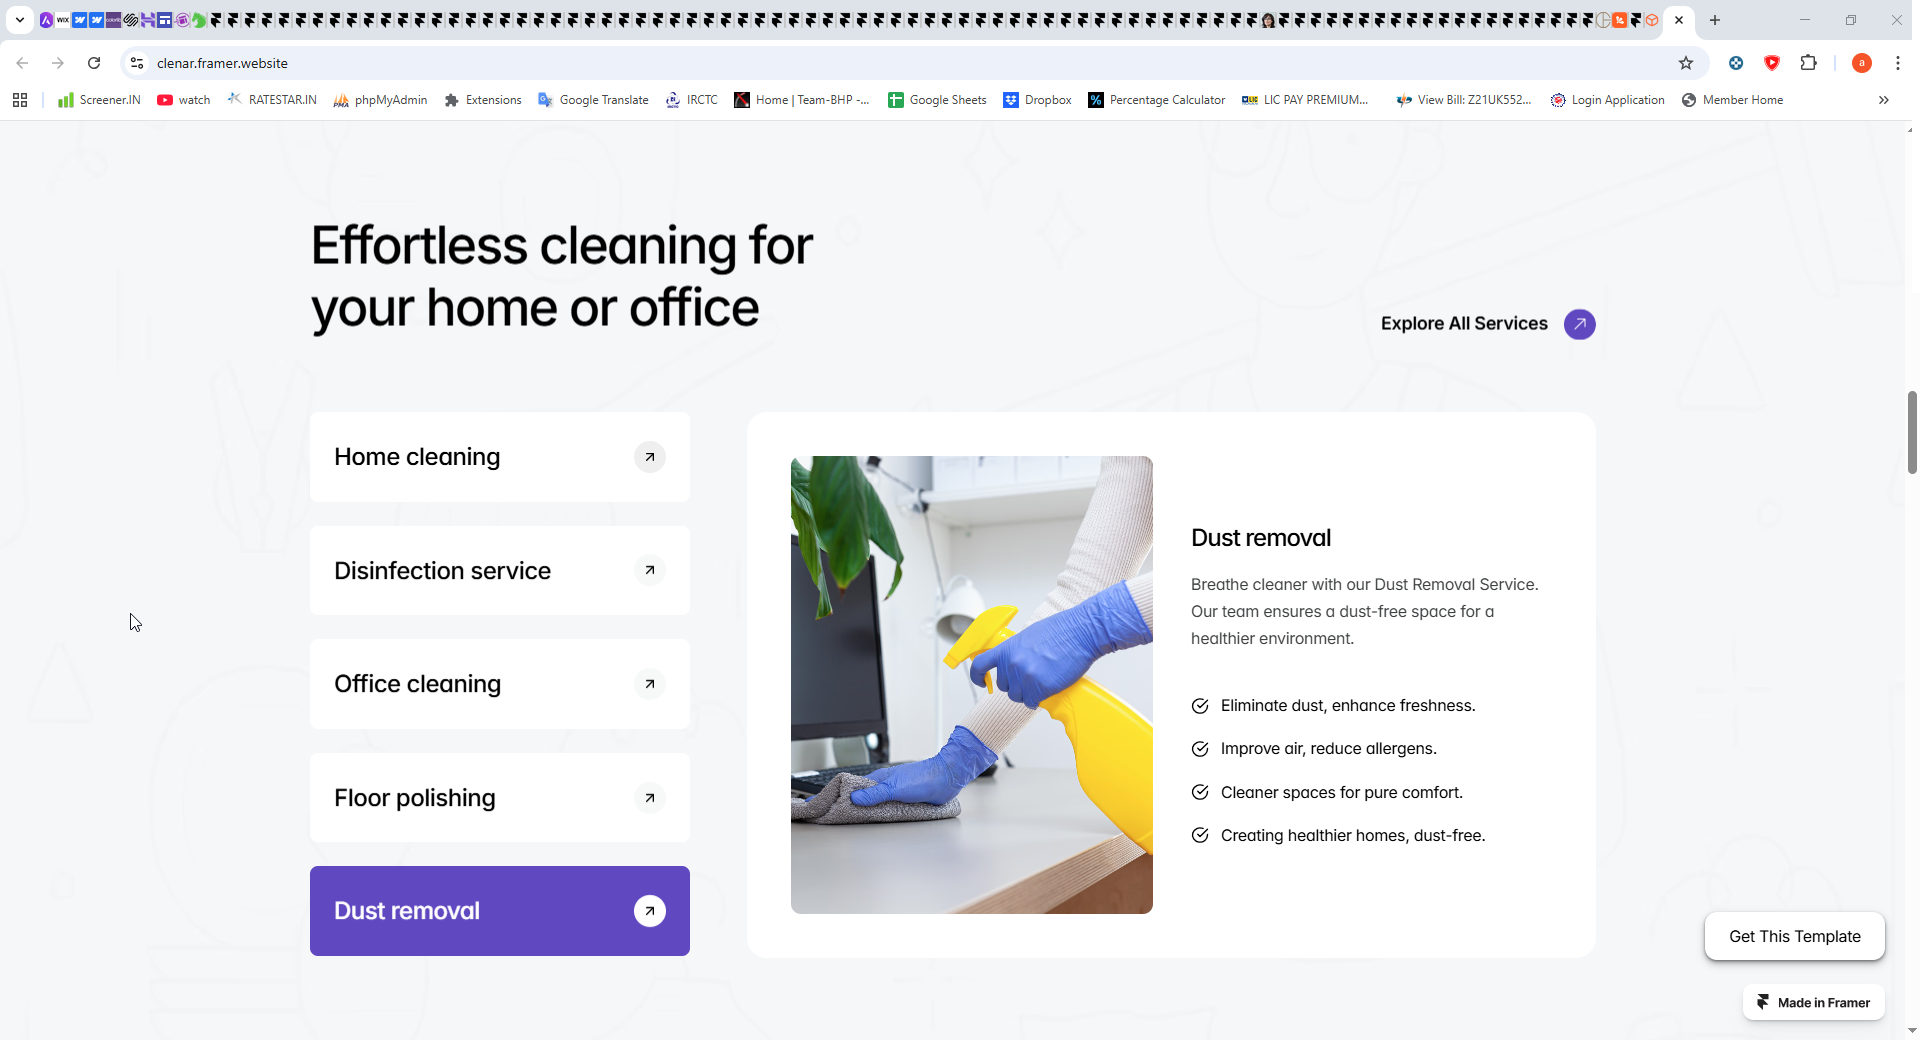 WIX
clenar.framer.website
a
Screener.IN
watch
RATESTAR.IN
PMA
phpMyAdmin
Extensions
Google Translate
IRCTC
Home | Team-BHP -...
Google Sheets
Dropbox
%
Percentage Calculator
LIC
LIC PAY PREMIUM...
View Bill: Z21UK552...
Login Application
Member Home
Effortless cleaning for
your home or office
Explore All Services
Home cleaning
Disinfection service
Office cleaning
Floor polishing
Dust removal
Dust removal
Breathe cleaner with our Dust Removal Service.
Our team ensures a dust-free space for a
healthier environment.
Eliminate dust, enhance freshness.
Improve air, reduce allergens.
Cleaner spaces for pure comfort.
Creating healthier homes, dust-free.
Get This Template
Made in Framer